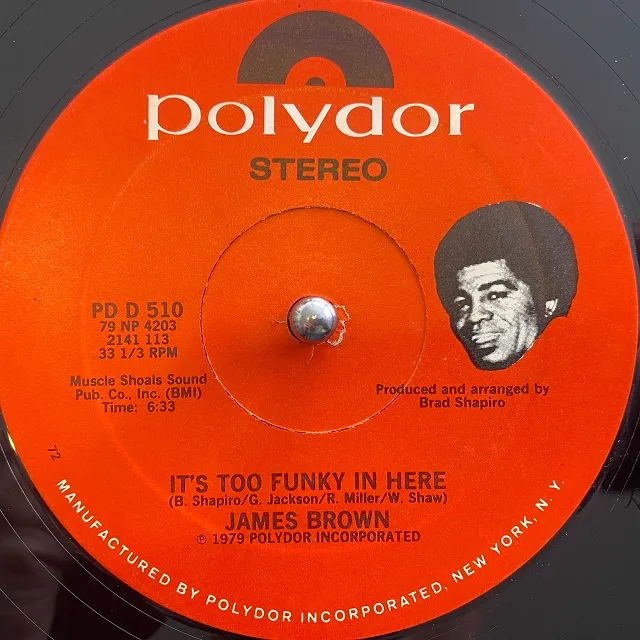 polydor
STEREO
PD D 510
79 NP 4203
2141 113
33 1/3 RPM
Muscle Shoals Sound
Pub. Co., Inc. (BMI)
Time: 6:33
Produced and arranged by
Brad Shapiro
IT'S TOO FUNKY IN HERE
(B. Shapiro/G. Jackson/R. Miller/W. Shaw)
JAMES BROWN
℗ 1979 POLYDOR INCORPORATED
72
MANUFACTURED BY POLYDOR INCORPORATED, NEW YORK, N. Y.